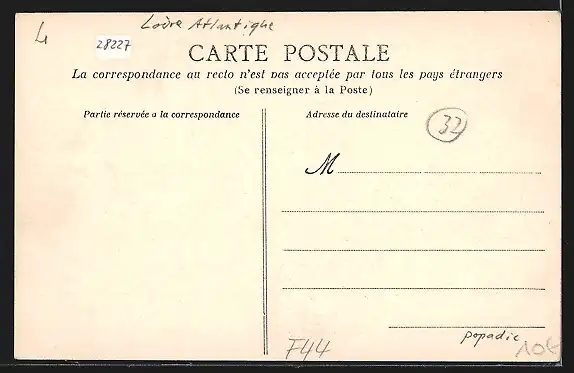 Loire Atlantique
28227
CARTE POSTALE
La correspondance au recto n'est pas acceptée par tous les pays étrangers
(Se renseigner à la Poste)
Partie réservée a la correspondance
Adresse du destinataire
32
M
popadic
F44